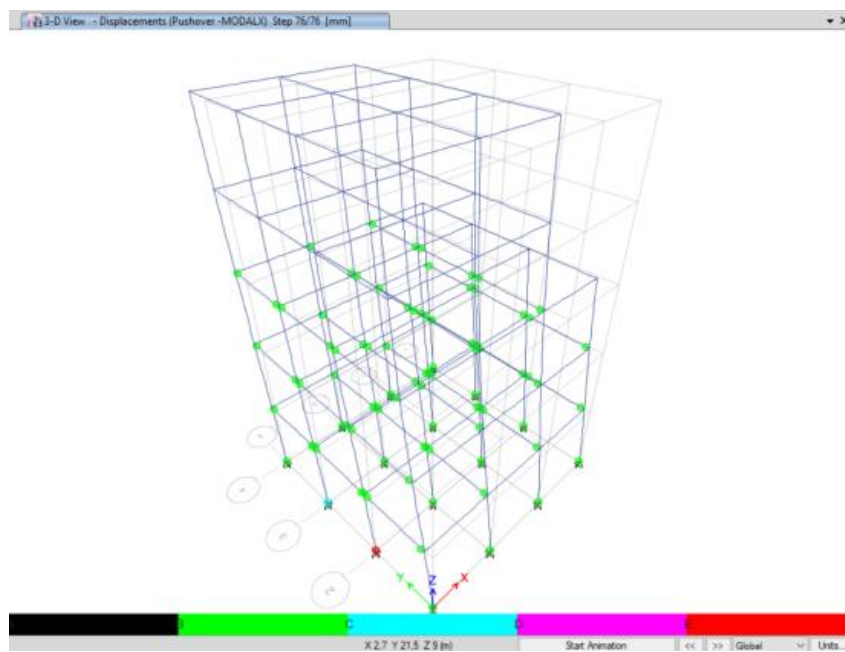 3-D View - Displacements (Pushover -MODALX) Step 76/76 [mm]
Y
Z
X
B
C
D
E
X 2.7 Y 21.5 Z 9 (m)
Start Animation
<<
>>
Global
Units...